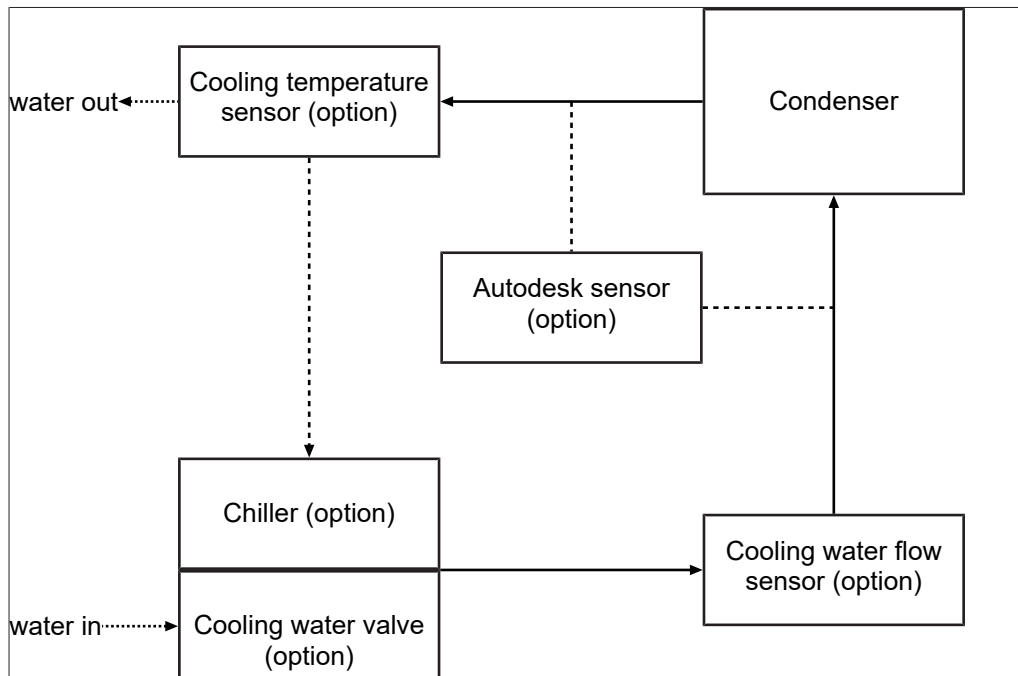 Cooling temperature
sensor (option)
Condenser
water out
Autodesk sensor
(option)
Chiller (option)
Cooling water flow
sensor (option)
water in
Cooling water valve
(option)